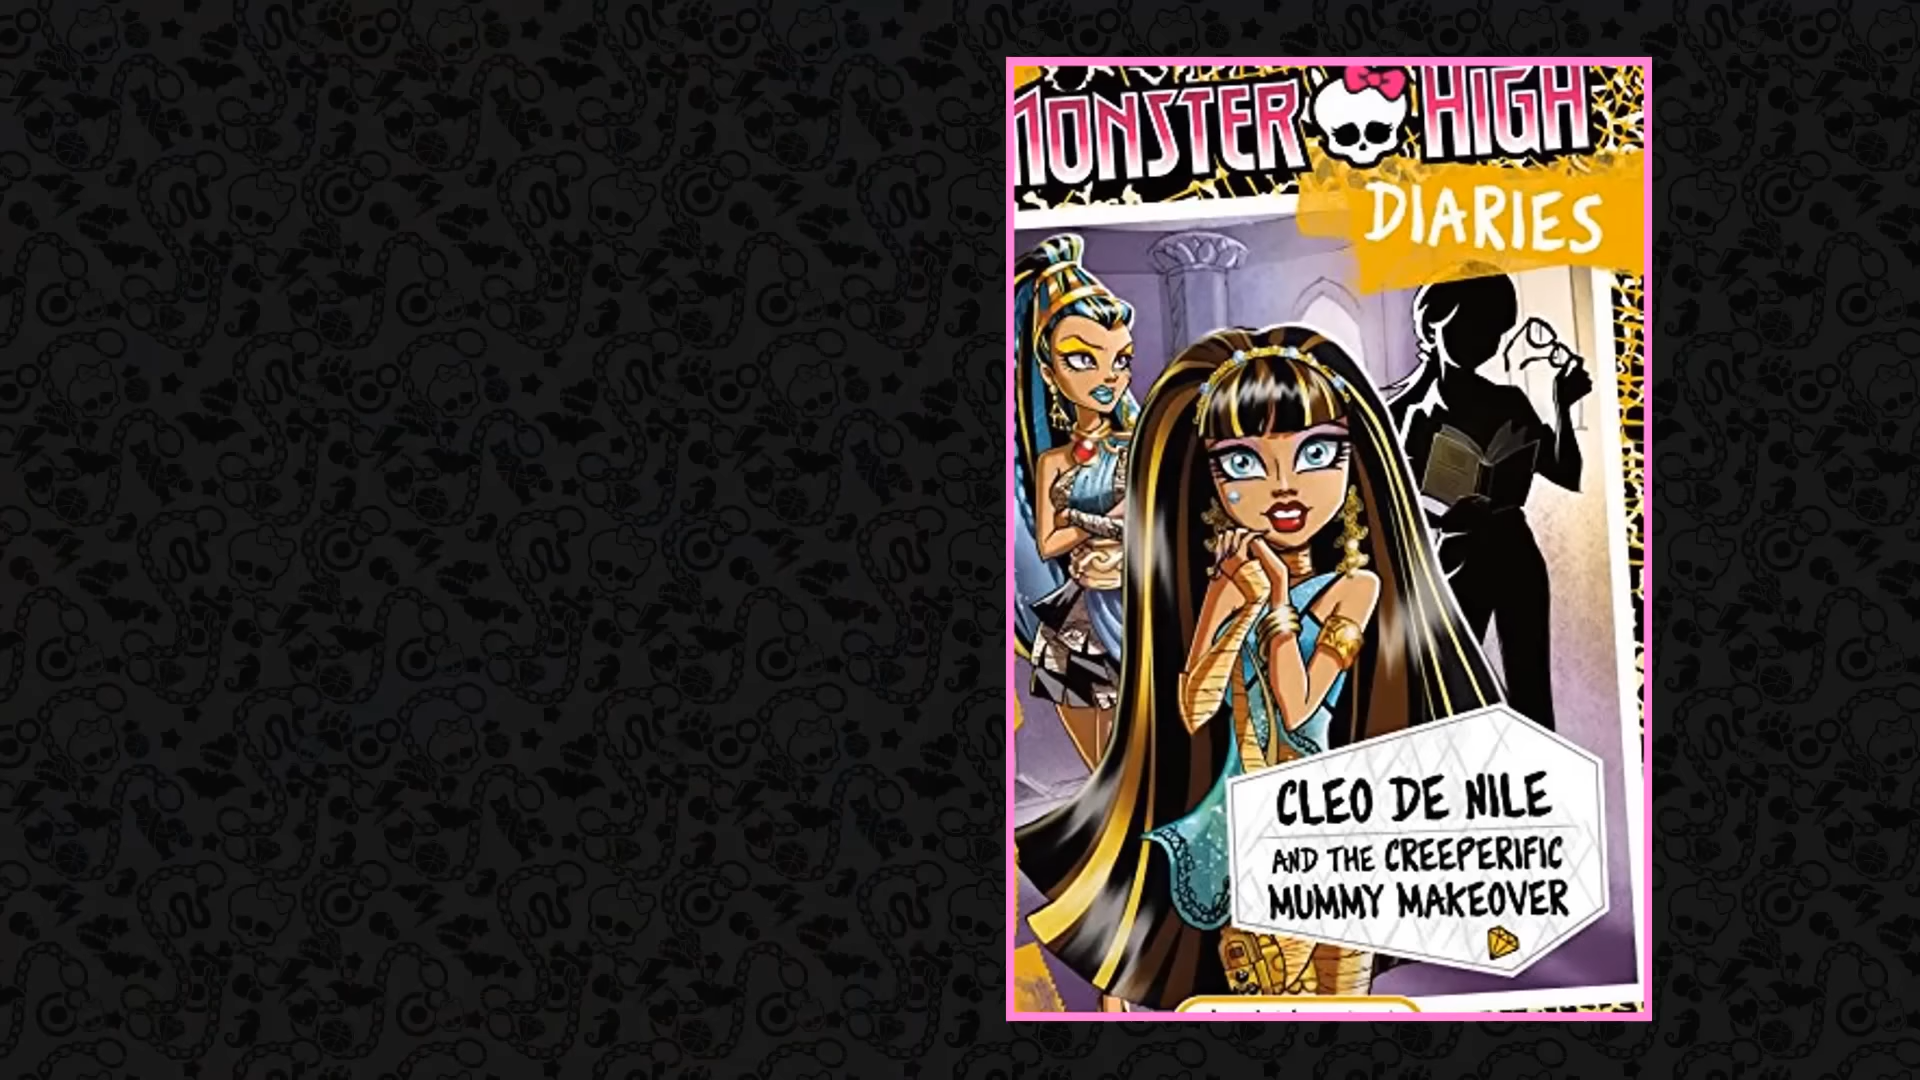 MONSTER HIGH
DIARIES
CLEO DE NILE
AND THE CREEPERIFIC
MUMMY MAKEOVER